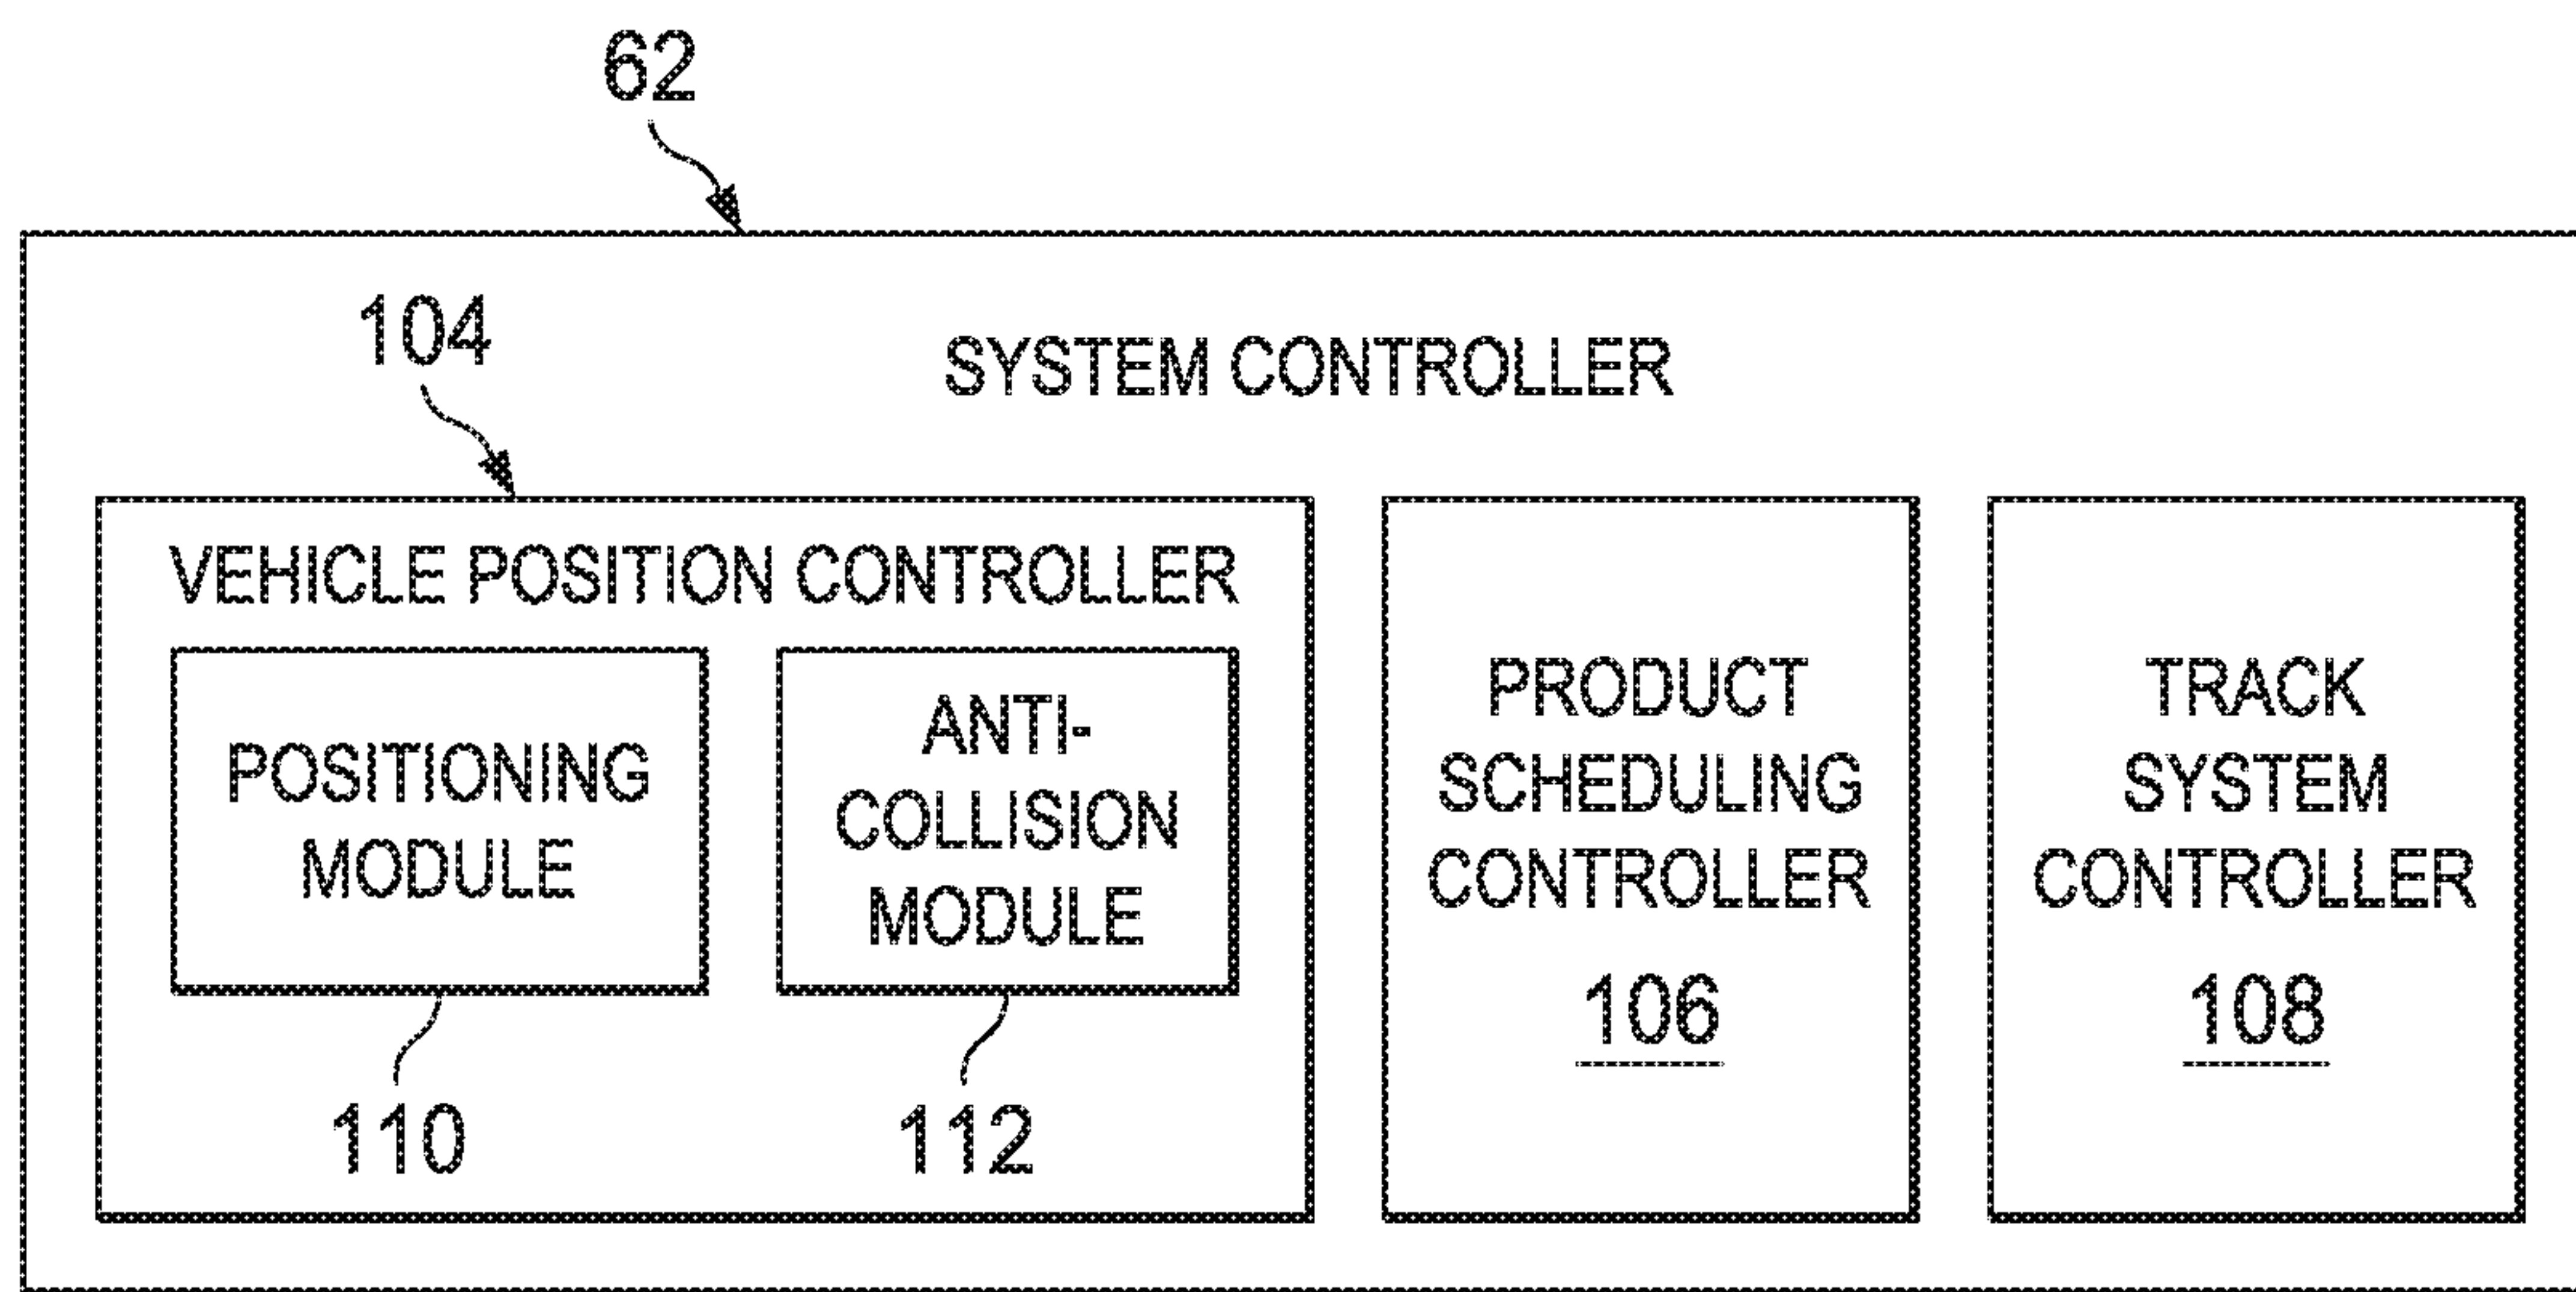 62
104
SYSTEM CONTROLLER
VEHICLE POSITION CONTROLLER
POSITIONING
MODULE
110
ANTI-
COLLISION
MODULE
112
PRODUCT
SCHEDULING
CONTROLLER
106
TRACK
SYSTEM
CONTROLLER
108